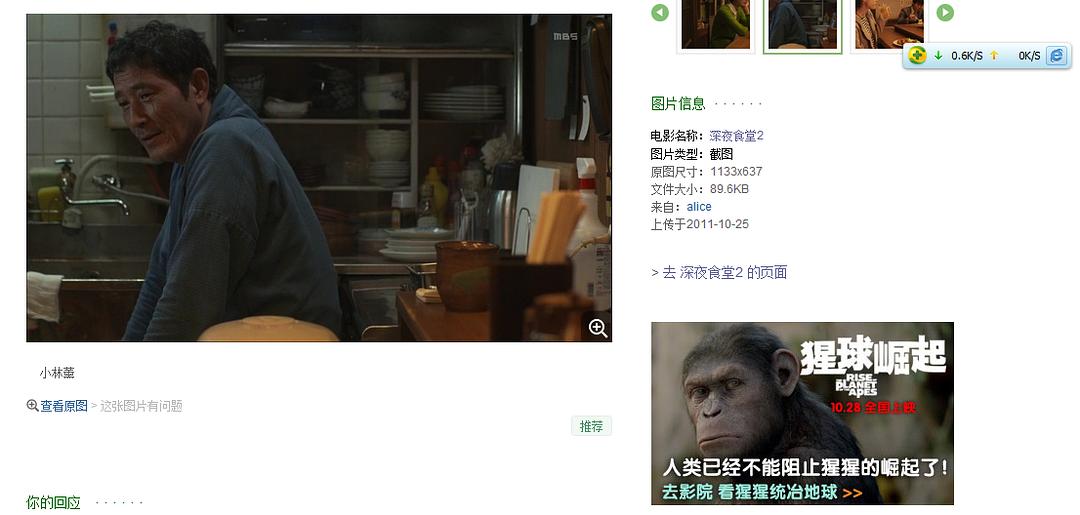 mbs
小林薰
查看原图 > 这张图片有问题
推荐
你的回应 · · · · · ·
0.6K/S 0K/S
图片信息 · · · · · ·
电影名称: 深夜食堂2
图片类型: 截图
原图尺寸: 1133x637
文件大小: 89.6KB
来自: alice
上传于2011-10-25
> 去 深夜食堂2 的页面
猩球崛起
RISE
PLANET
APES
10.28 全国上映
人类已经不能阻止猩猩的崛起了!
去影院 看猩猩统治地球 >>